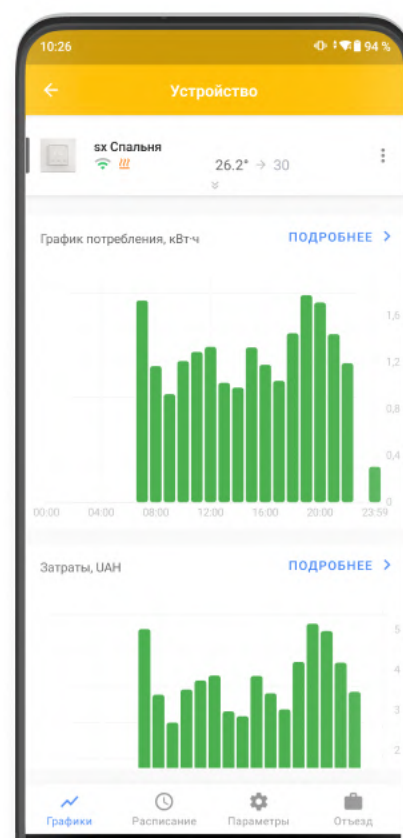 10:26
94 %
Устройство
sx Спальня
26.2° → 30
График потребления, кВт·ч
ПОДРОБНЕЕ >
1,6
1,2
0,8
0,4
0
00:00 04:00 08:00 12:00 16:00 20:00 23:59
Затраты, UAH
ПОДРОБНЕЕ >
5
4
3
2
Графики Расписание Параметры Отъезд